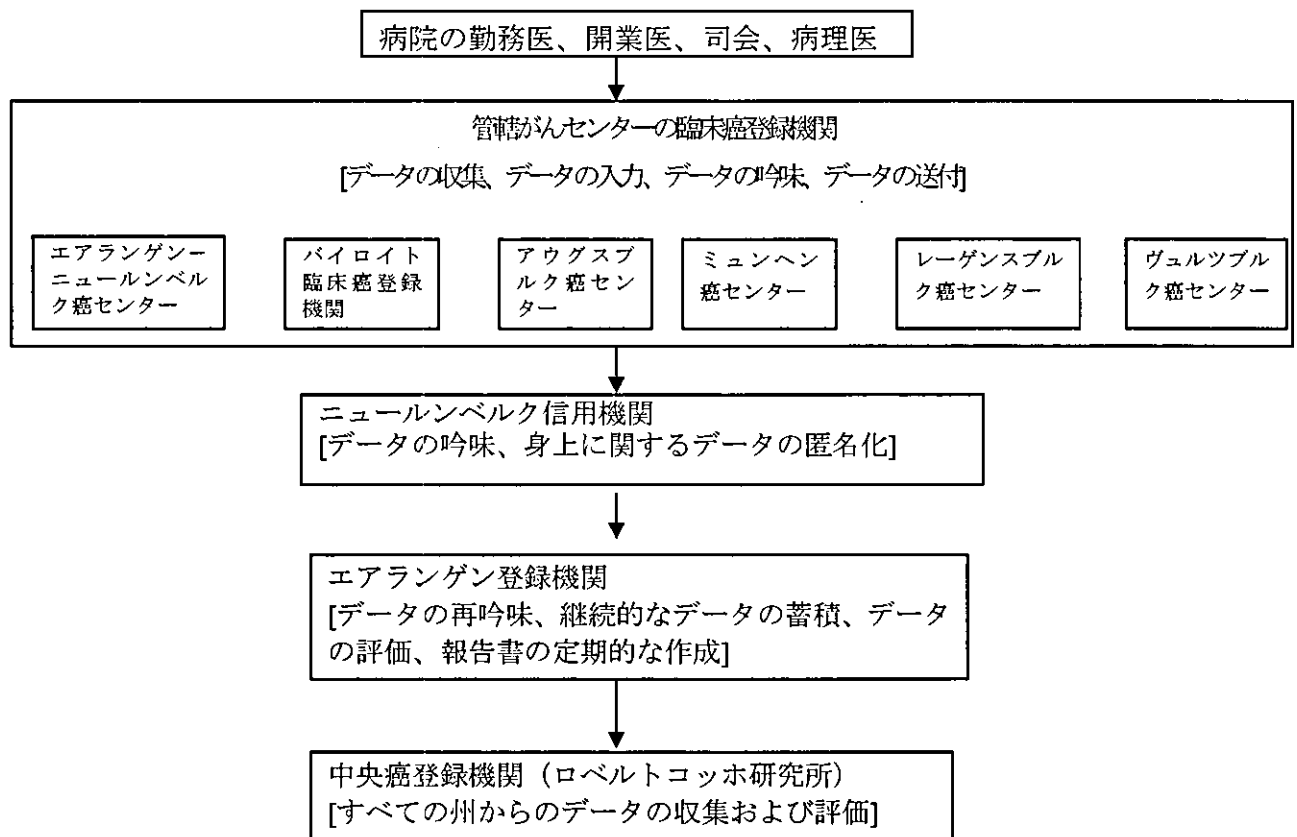 病院の勤務医、開業医、司会、病理医
管轄がんセンターの臨床癌登録機関
[データの収集、データの入力、データの吟味、データの送付]
エアランゲンー
ニュールンベル
ク癌センター
バイロイト
臨床癌登録
機関
アウグスブ
ルク癌セン
ター
ミュンヘン
癌センター
レーゲンスブル
ク癌センター
ヴュルツブル
ク癌センター
ニュールンベルク信用機関
[データの吟味、身上に関するデータの匿名化]
エアランゲン登録機関
[データの再吟味、継続的なデータの蓄積、データ
の評価、報告書の定期的な作成]
中央癌登録機関（ロベルトコッホ研究所）
[すべての州からのデータの収集および評価]